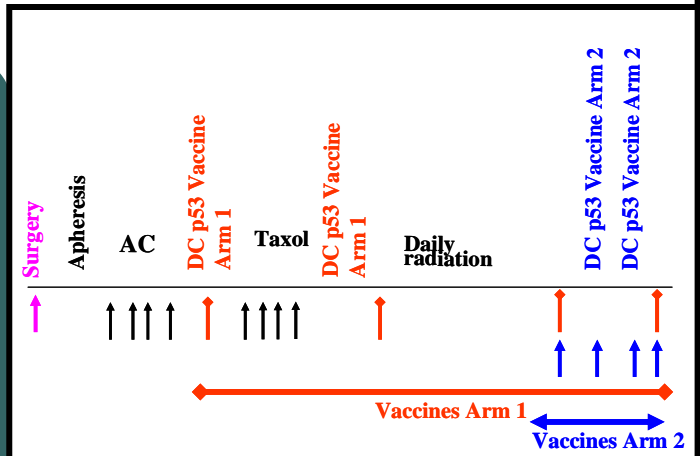 Surgery
Apheresis
AC
DC p53 Vaccine
Arm 1
Taxol
DC p53 Vaccine
Arm 1
Daily
radiation
DC p53 Vaccine Arm 2
DC p53 Vaccine Arm 2
Vaccines Arm 1
Vaccines Arm 2